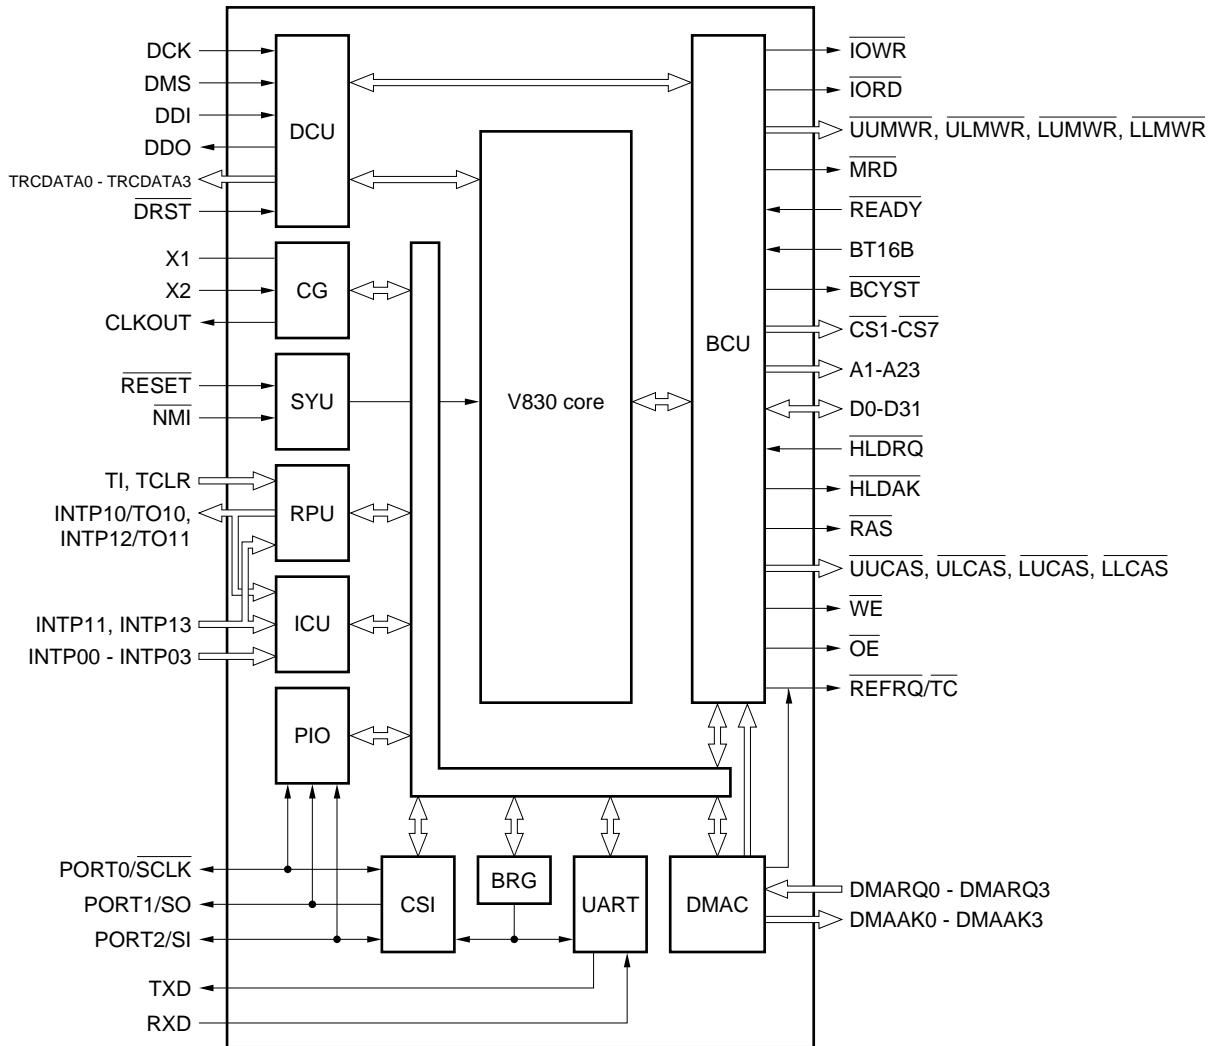 DCK
DMS
DDI
DDO
TRCDATA0 - TRCDATA3
DRST
X1
X2
CLKOUT
RESET
NMI
TI, TCLR
INTP10/TO10,
INTP12/TO11
INTP11, INTP13
INTP00 - INTP03
PORT0/SCLK
PORT1/SO
PORT2/SI
TXD
RXD
DCU
CG
SYU
RPU
ICU
PIO
CSI
BRG
UART
DMAC
V830 core
BCU
IOWR
IORD
UUMWR, ULMWR, LUMWR, LLMWR
MRD
READY
BT16B
BCYST
CS1-CS7
A1-A23
D0-D31
HLDRQ
HLDAK
RAS
UUCAS, ULCAS, LUCAS, LLCAS
WE
OE
REFRQ/TC
DMARQ0 - DMARQ3
DMAAK0 - DMAAK3